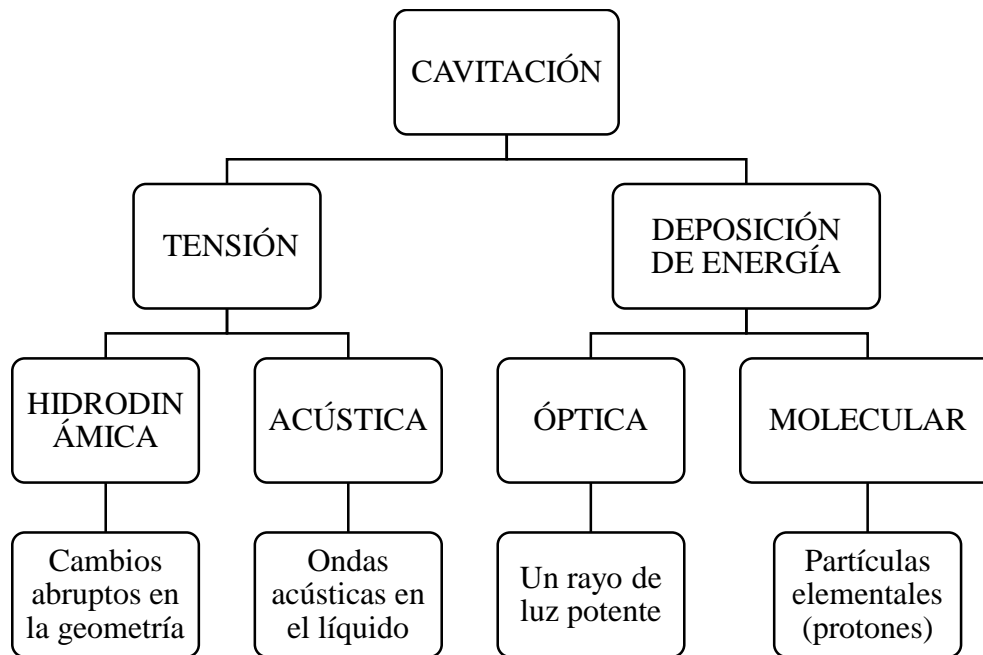 CAVITACIÓN
TENSIÓN
DEPOSICIÓN
DE ENERGÍA
HIDRODIN
ÁMICA
ACÚSTICA
ÓPTICA
MOLECULAR
Cambios
abruptos en
la geometría
Ondas
acústicas en
el líquido
Un rayo de
luz potente
Partículas
elementales
(protones)